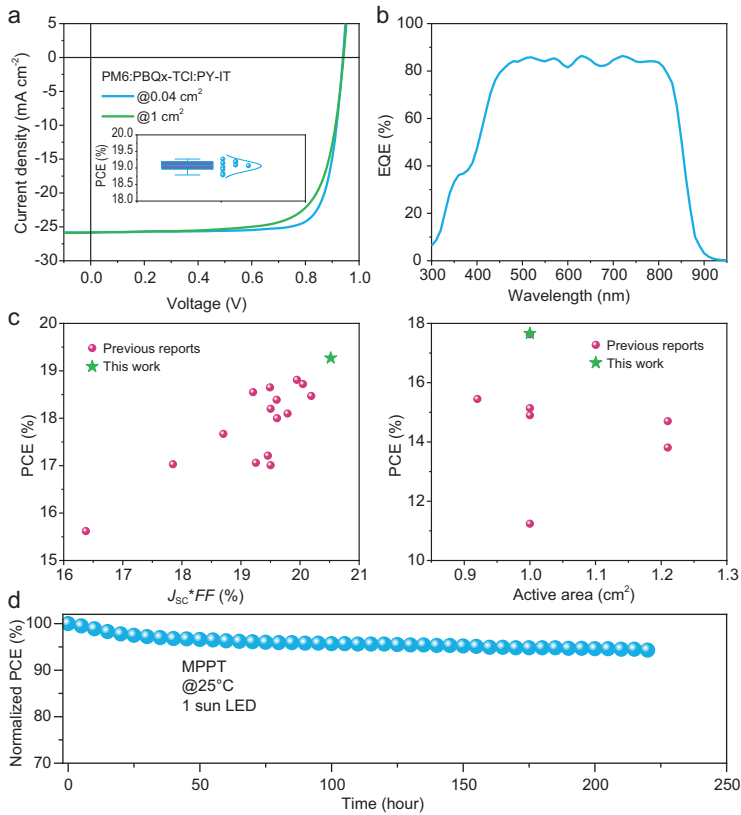 a
5
0
-5
-10
-15
-20
-25
-30
Current density (mA cm⁻²)
0.0
0.2
0.4
0.6
0.8
1.0
Voltage (V)
PM6:PBQx-TCl:PY-IT
@0.04 cm²
@1 cm²
20.0
19.0
18.0
PCE (%)
b
100
80
60
40
20
0
EQE (%)
300
400
500
600
700
800
900
Wavelength (nm)
c
20
19
18
17
16
15
PCE (%)
Previous reports
This work
16
17
18
19
20
21
J_SC*FF (%)
18
16
14
12
10
PCE (%)
Previous reports
This work
0.9
1.0
1.1
1.2
1.3
Active area (cm²)
d
100
90
80
70
Normalized PCE (%)
MPPT
@25°C
1 sun LED
0
50
100
150
200
250
Time (hour)